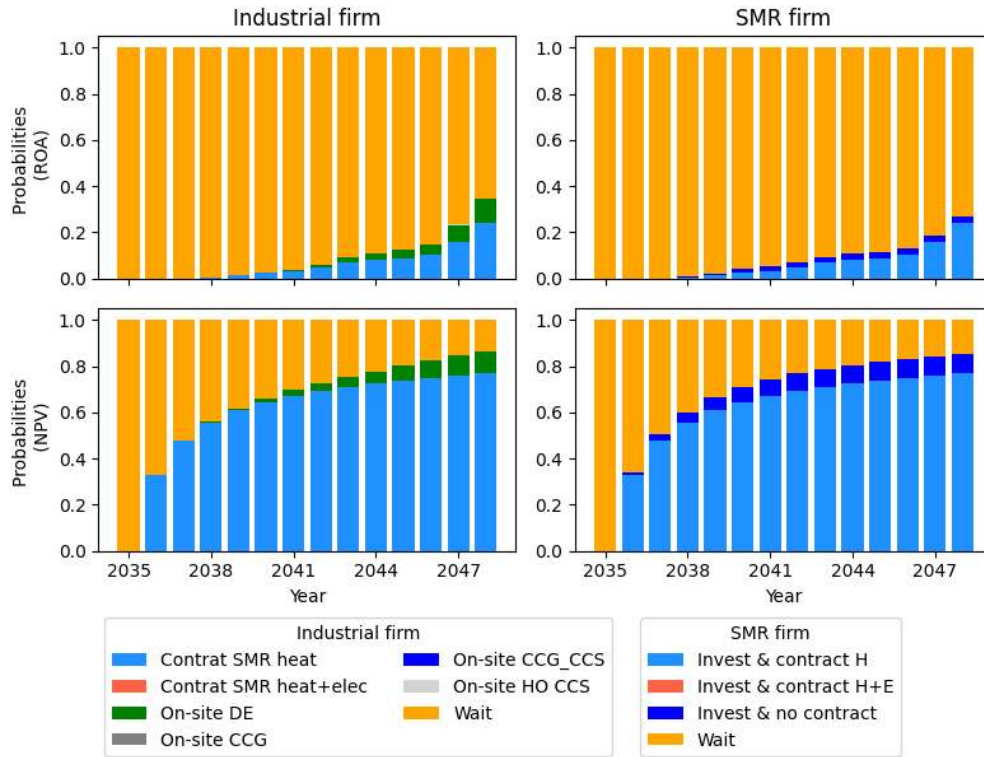 Industrial firm
SMR firm
Probabilities
(ROA)
1.0
0.8
0.6
0.4
0.2
0.0
1.0
0.8
0.6
0.4
0.2
0.0
Probabilities
(NPV)
1.0
0.8
0.6
0.4
0.2
0.0
1.0
0.8
0.6
0.4
0.2
0.0
2035 2038 2041 2044 2047
2035 2038 2041 2044 2047
Year
Year
Industrial firm
Contrat SMR heat
Contrat SMR heat+elec
On-site DE
On-site CCG
On-site CCG_CCS
On-site HO CCS
Wait
SMR firm
Invest & contract H
Invest & contract H+E
Invest & no contract
Wait